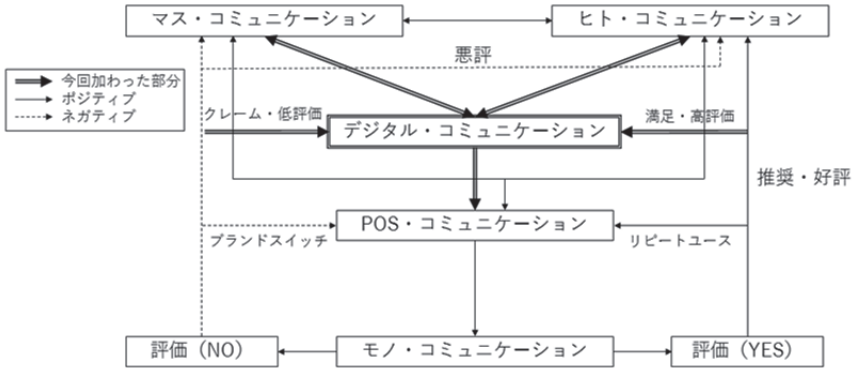 マス・コミュニケーション
ヒト・コミュニケーション
悪評
今回加わった部分
ポジティブ
ネガティブ
クレーム・低評価
デジタル・コミュニケーション
満足・高評価
推奨・好評
POS・コミュニケーション
ブランドスイッチ
リピートユース
評価（NO）
モノ・コミュニケーション
評価（YES）